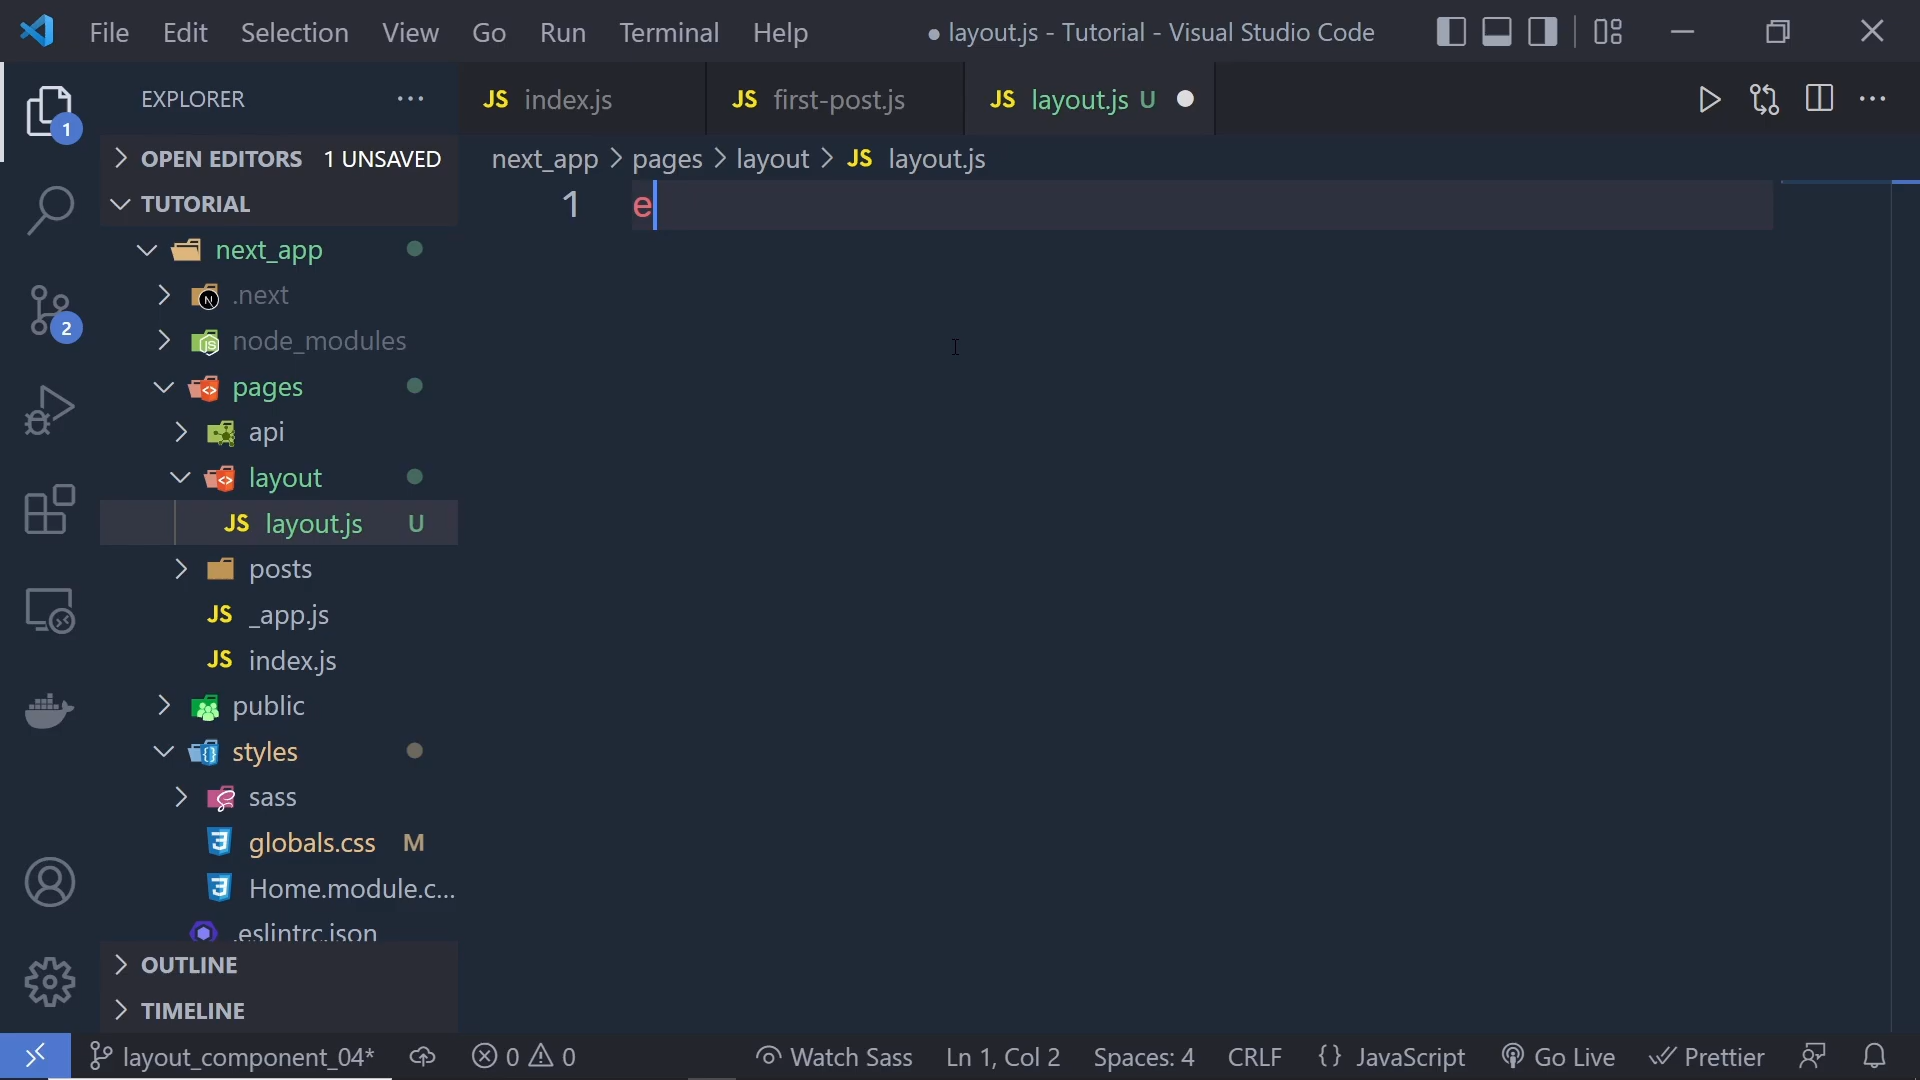 File Edit Selection View Go Run Terminal Help ● layout.js - Tutorial - Visual Studio Code
EXPLORER ···
JS index.js JS first-post.js JS layout.js U
1
OPEN EDITORS 1 UNSAVED
next_app > pages > layout > JS layout.js
TUTORIAL
1 e
next_app
.next
node_modules
pages
api
layout
JS layout.js U
posts
JS _app.js
JS index.js
public
styles
sass
globals.css M
Home.module.c...
.eslintrc.json
OUTLINE
TIMELINE
2
layout_component_04* 0 0 Watch Sass Ln 1, Col 2 Spaces: 4 CRLF {} JavaScript Go Live Prettier